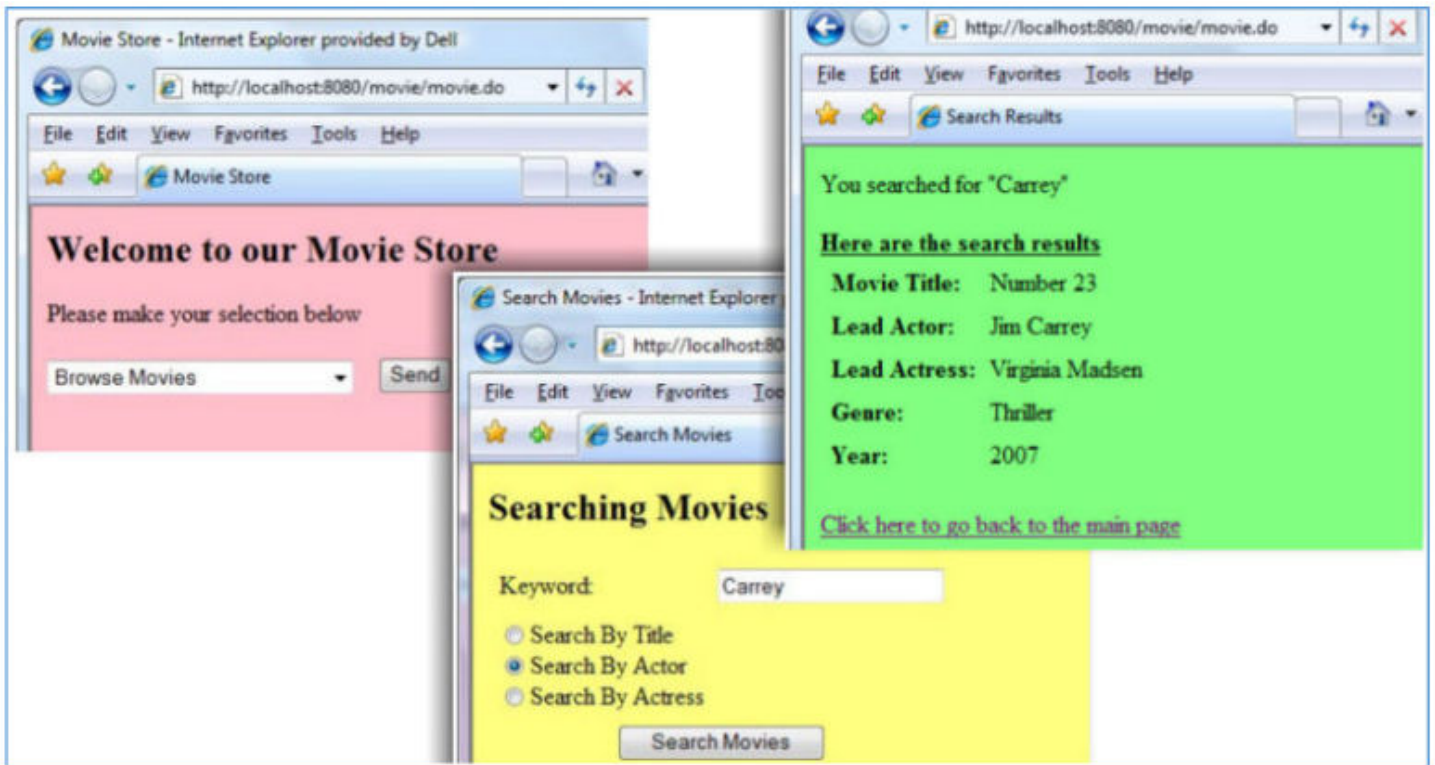 Movie Store - Internet Explorer provided by Dell
http://localhost:8080/movie/movie.do
File Edit View Favorites Tools Help
Movie Store
Welcome to our Movie Store
Please make your selection below
Browse Movies Send
Search Movies - Internet Explorer
http://localhost:80
File Edit View Favorites Too
Search Movies
Searching Movies
Keyword: Carrey
Search By Title
Search By Actor
Search By Actress
Search Movies
http://localhost:8080/movie/movie.do
File Edit View Favorites Tools Help
Search Results
You searched for "Carrey"
Here are the search results
Movie Title: Number 23
Lead Actor: Jim Carrey
Lead Actress: Virginia Madsen
Genre: Thriller
Year: 2007
Click here to go back to the main page